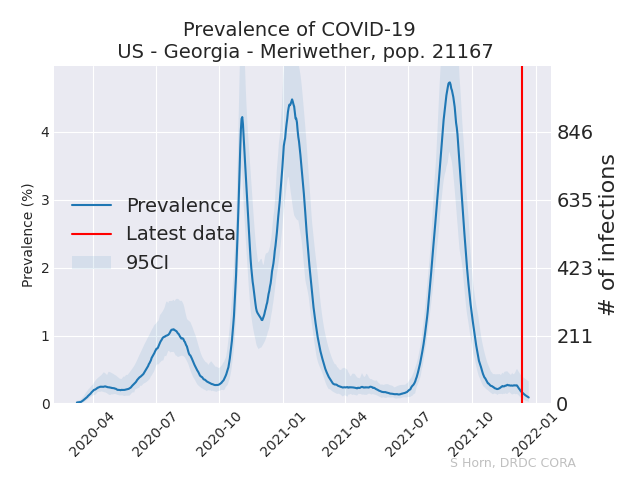 Prevalence of COVID-19
US - Georgia - Meriwether, pop. 21167
Prevalence (%)
4
3
2
1
0
Prevalence
Latest data
95CI
846
635
423
211
0
# of infections
2020-04
2020-07
2020-10
2021-01
2021-04
2021-07
2021-10
2022-01
S Horn, DRDC CORA